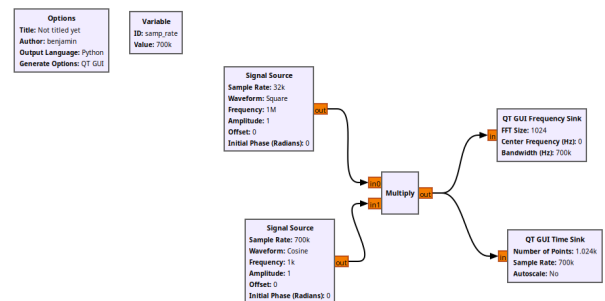 Options
Title: Not titled yet
Author: benjamin
Output Language: Python
Generate Options: QT GUI
Variable
ID: samp_rate
Value: 700k
Signal Source
Sample Rate: 32k
Waveform: Square
Frequency: 1M
Amplitude: 1
Offset: 0
Initial Phase (Radians): 0
out
Signal Source
Sample Rate: 700k
Waveform: Cosine
Frequency: 1k
Amplitude: 1
Offset: 0
Initial Phase (Radians): 0
out
in0
in1
Multiply
out
in
QT GUI Frequency Sink
FFT Size: 1024
Center Frequency (Hz): 0
Bandwidth (Hz): 700k
in
QT GUI Time Sink
Number of Points: 1.024k
Sample Rate: 700k
Autoscale: No